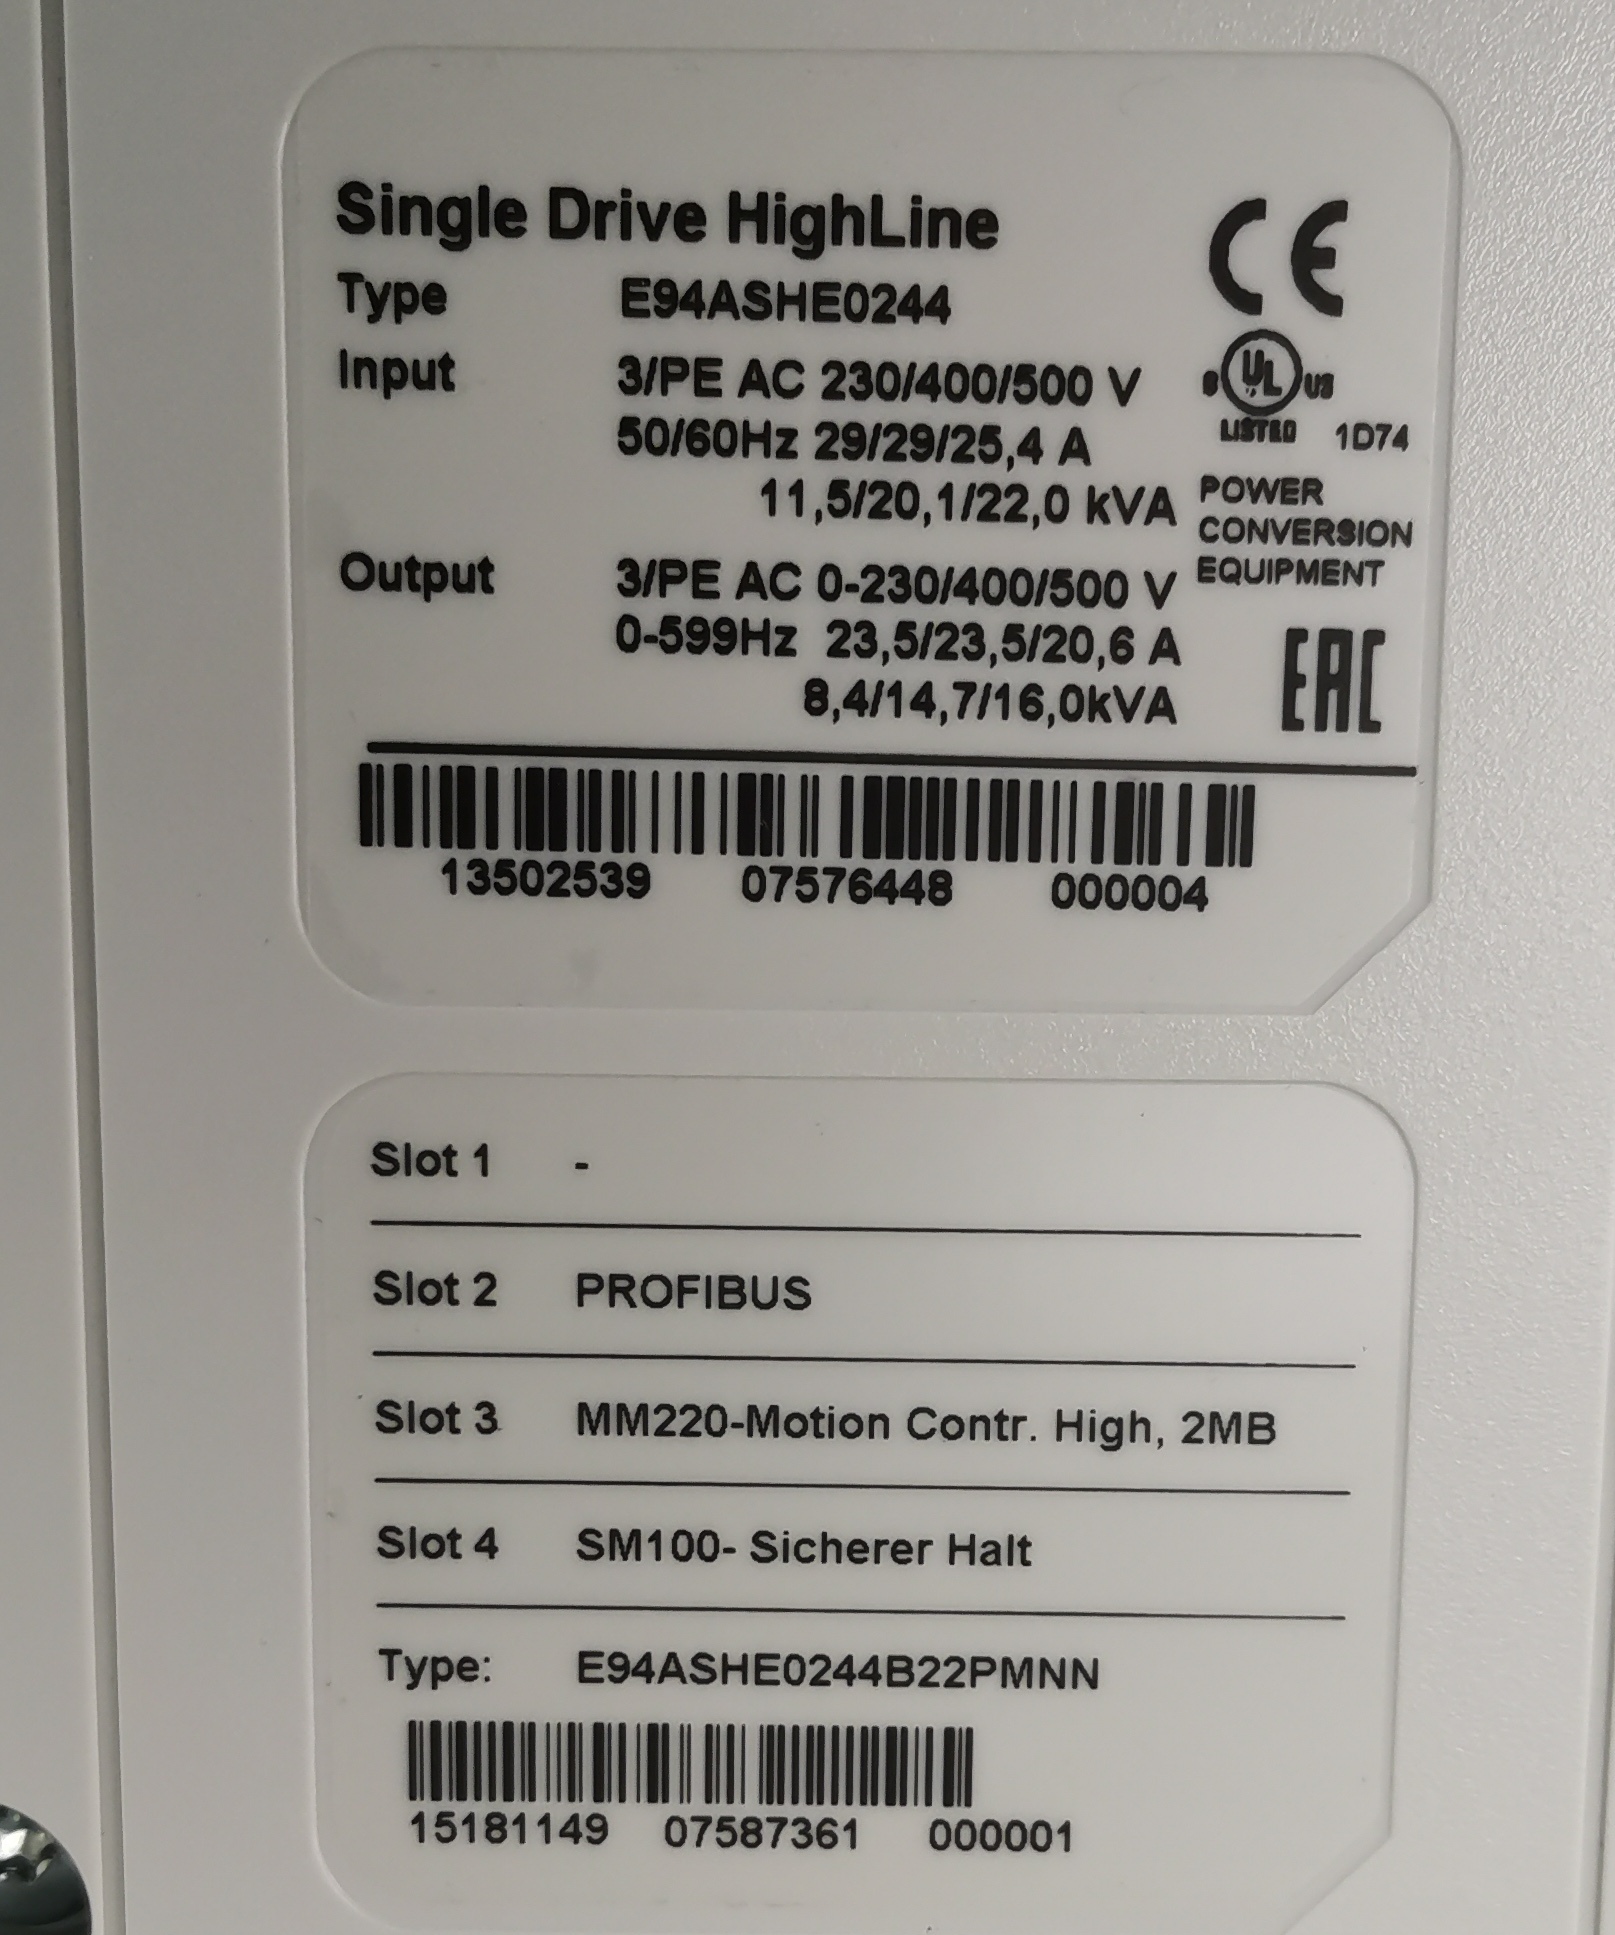 Single Drive HighLine
CE
Type E94ASHE0244
Input 3/PE AC 230/400/500 V
50/60Hz 29/29/25,4 A
11,5/20,1/22,0 kVA
UL US
LISTED 1D74
POWER
CONVERSION
EQUIPMENT
Output 3/PE AC 0-230/400/500 V
0-599Hz 23,5/23,5/20,6 A
8,4/14,7/16,0kVA
EAC
13502539 07576448 000004
Slot 1 -
Slot 2 PROFIBUS
Slot 3 MM220-Motion Contr. High, 2MB
Slot 4 SM100- Sicherer Halt
Type: E94ASHE0244B22PMNN
15181149 07587361 000001